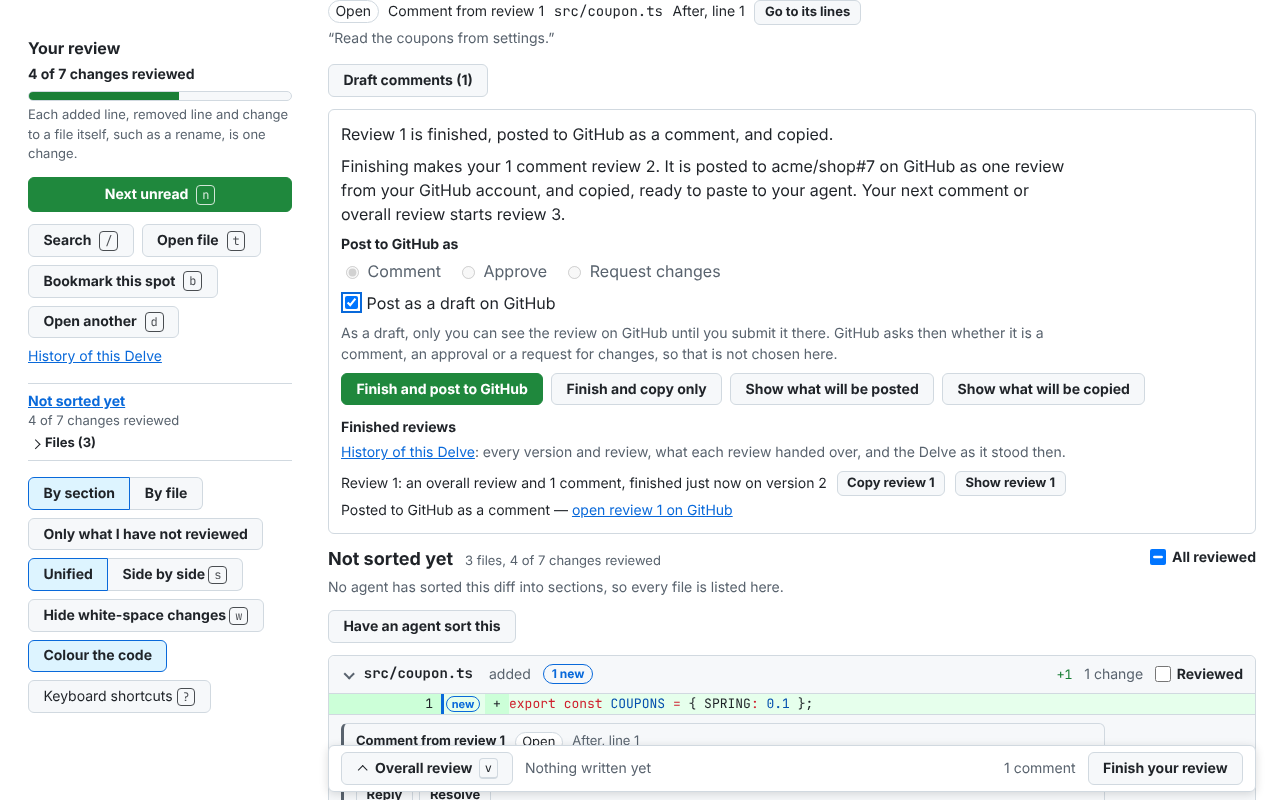 Open Comment from review 1 src/coupon.ts After, line 1 Go to its lines
“Read the coupons from settings.”
Draft comments (1)
Your review
4 of 7 changes reviewed
Each added line, removed line and change
to a file itself, such as a rename, is one
change.
Next unread n
Search / Open file t
Bookmark this spot b
Open another d
History of this Delve
Not sorted yet
4 of 7 changes reviewed
Files (3)
By section By file
Only what I have not reviewed
Unified Side by side s
Hide white-space changes w
Colour the code
Keyboard shortcuts ?
Review 1 is finished, posted to GitHub as a comment, and copied.
Finishing makes your 1 comment review 2. It is posted to acme/shop#7 on GitHub as one review
from your GitHub account, and copied, ready to paste to your agent. Your next comment or
overall review starts review 3.
Post to GitHub as
Comment Approve Request changes
Post as a draft on GitHub
As a draft, only you can see the review on GitHub until you submit it there. GitHub asks then whether it is a
comment, an approval or a request for changes, so that is not chosen here.
Finish and post to GitHub Finish and copy only Show what will be posted Show what will be copied
Finished reviews
History of this Delve: every version and review, what each review handed over, and the Delve as it stood then.
Review 1: an overall review and 1 comment, finished just now on version 2 Copy review 1 Show review 1
Posted to GitHub as a comment — open review 1 on GitHub
Not sorted yet 3 files, 4 of 7 changes reviewed All reviewed
No agent has sorted this diff into sections, so every file is listed here.
Have an agent sort this
src/coupon.ts added 1 new +1 1 change Reviewed
1 new + export const COUPONS = { SPRING: 0.1 };
Comment from review 1 Open After, line 1
Overall review v Nothing written yet 1 comment Finish your review
Reply Resolve